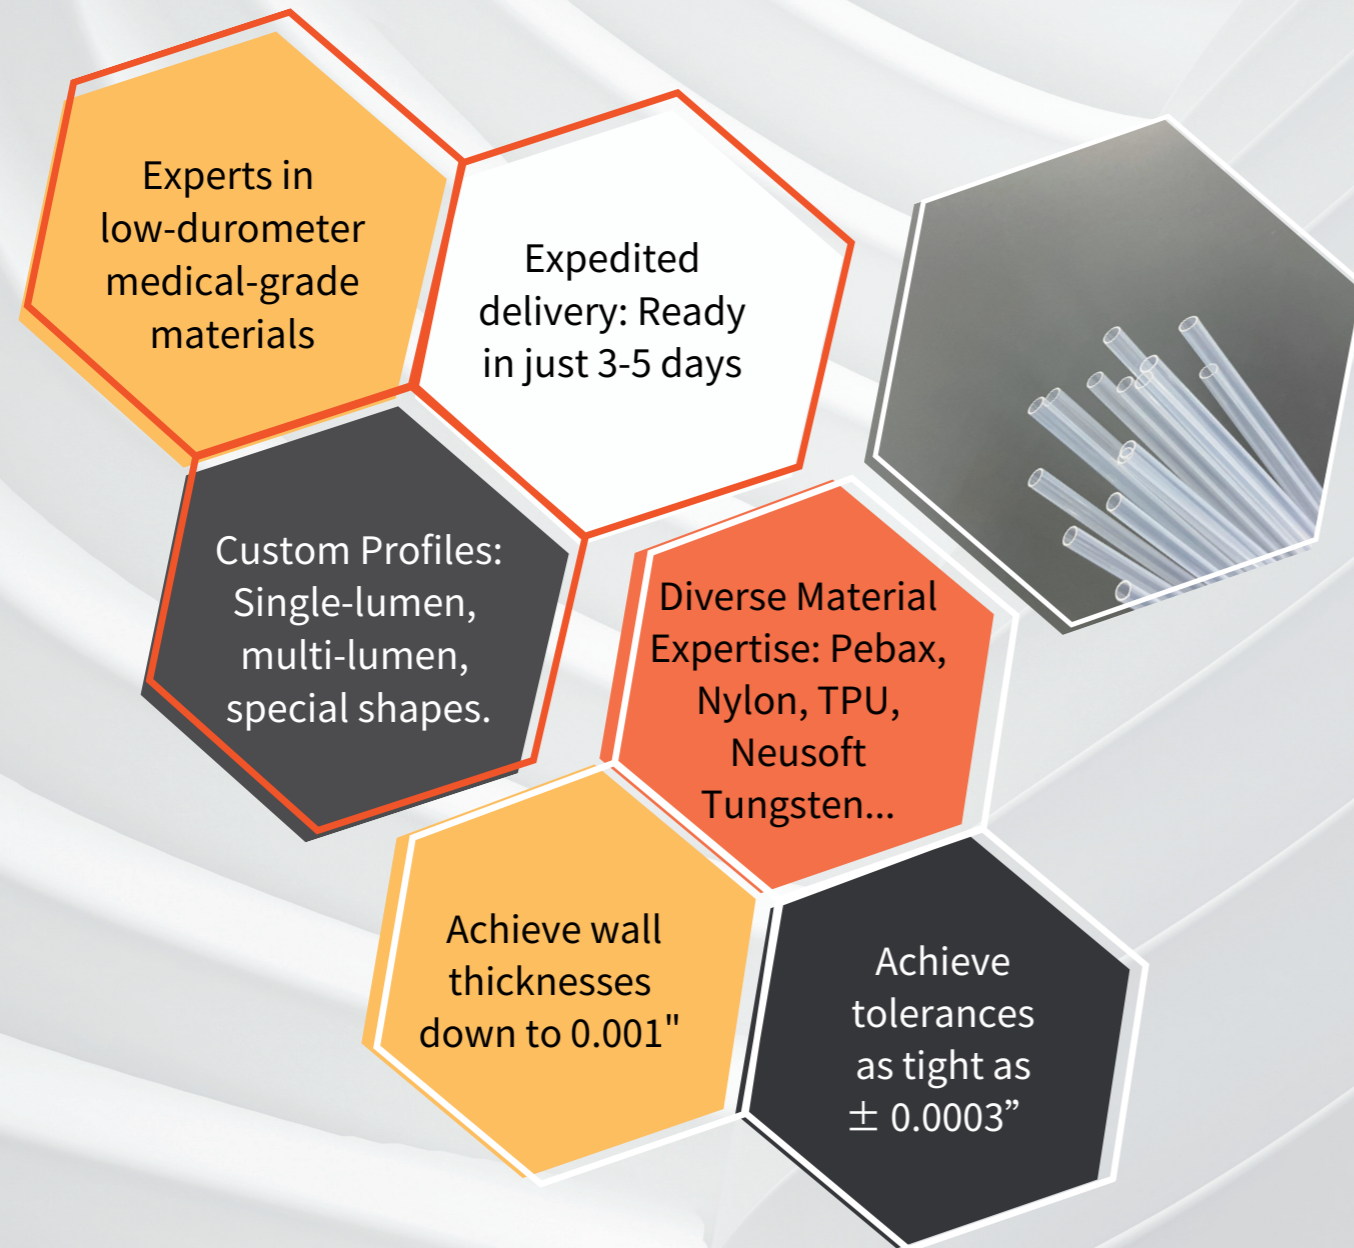 Experts in
low-durometer
medical-grade
materials
Expedited
delivery: Ready
in just 3-5 days
Custom Profiles:
Single-lumen,
multi-lumen,
special shapes.
Diverse Material
Expertise: Pebax,
Nylon, TPU,
Neusoft
Tungsten...
Achieve wall
thicknesses
down to 0.001"
Achieve
tolerances
as tight as
± 0.0003”